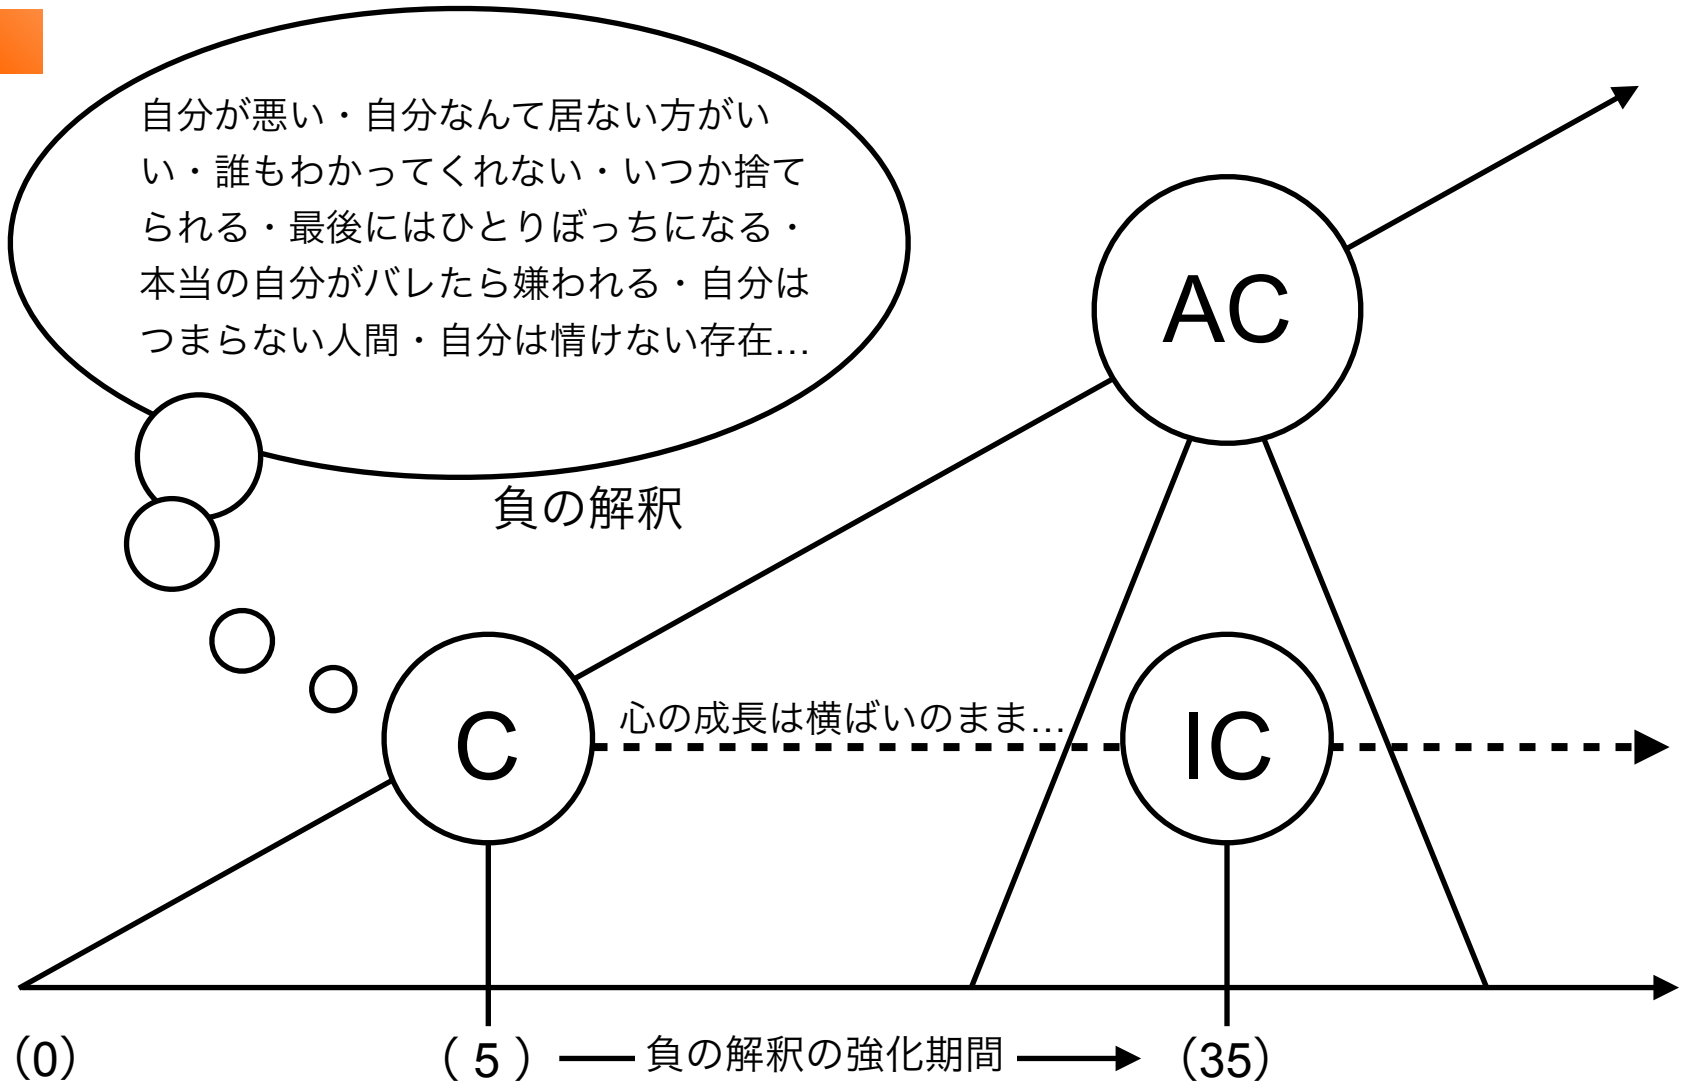 自分が悪い・自分なんて居ない方がい
い・誰もわかってくれない・いつか捨て
られる・最後にはひとりぼっちになる・
本当の自分がバレたら嫌われる・自分は
つまらない人間・自分は情けない存在…
負の解釈
AC
C
心の成長は横ばいのまま…
IC
（0）
（ 5 ）
負の解釈の強化期間
（35）